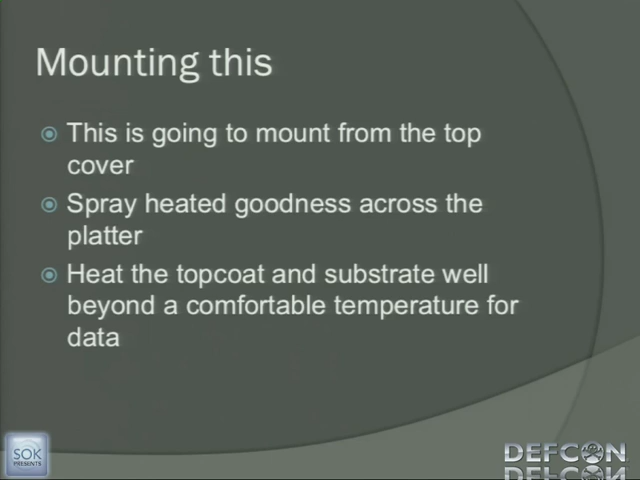 Mounting this
This is going to mount from the top
cover
Spray heated goodness across the
platter
Heat the topcoat and substrate well
beyond a comfortable temperature for
data
SOK
PRESENTS
DEFCON